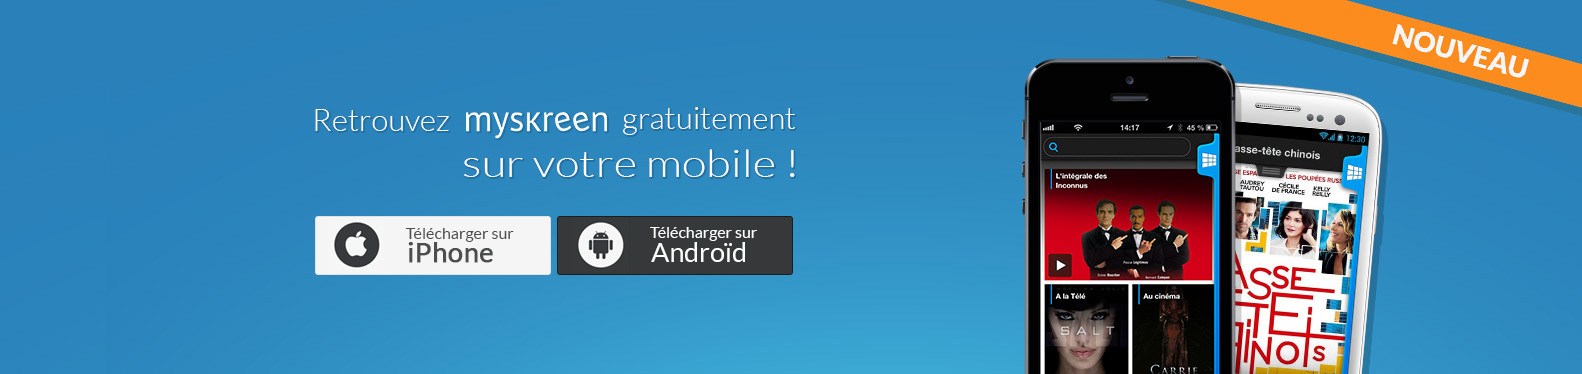 NOUVEAU
Retrouvez myskreen gratuitement
sur votre mobile !
Télécharger sur
iPhone
Télécharger sur
Androïd
14:17
45 %
L'intégrale des
Inconnus
A la Télé
Au cinéma
SALT
CARRIE
12:30
asse-tête chinois
LES POUPÉES RUSS
AUDREY
TAUTOU
CÉCILE
DE FRANCE
KELLY
REILLY
ASSE
TE
HINOIS